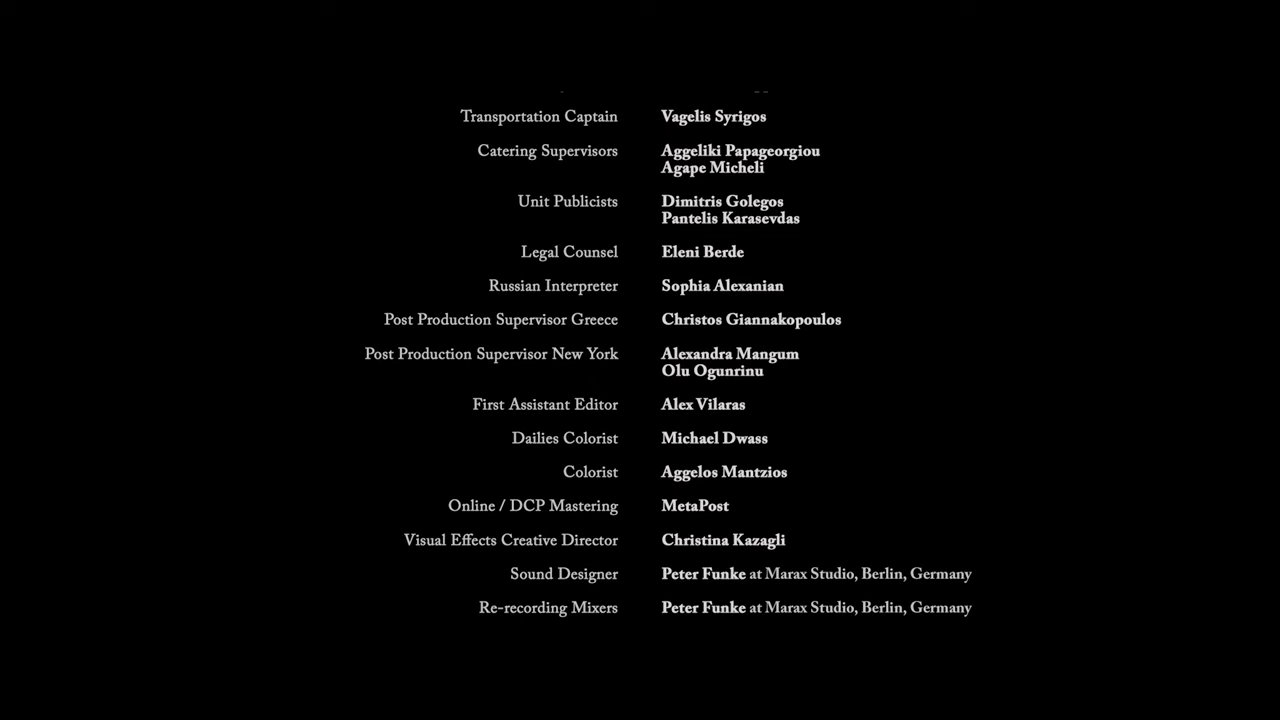 Transportation Captain Vagelis Syrigos
Catering Supervisors Aggeliki Papageorgiou
Agape Micheli
Unit Publicists Dimitris Golegos
Pantelis Karasevdas
Legal Counsel Eleni Berde
Russian Interpreter Sophia Alexanian
Post Production Supervisor Greece Christos Giannakopoulos
Post Production Supervisor New York Alexandra Mangum
Olu Ogunrinu
First Assistant Editor Alex Vilaras
Dailies Colorist Michael Dwass
Colorist Aggelos Mantzios
Online / DCP Mastering MetaPost
Visual Effects Creative Director Christina Kazagli
Sound Designer Peter Funke at Marax Studio, Berlin, Germany
Re-recording Mixers Peter Funke at Marax Studio, Berlin, Germany